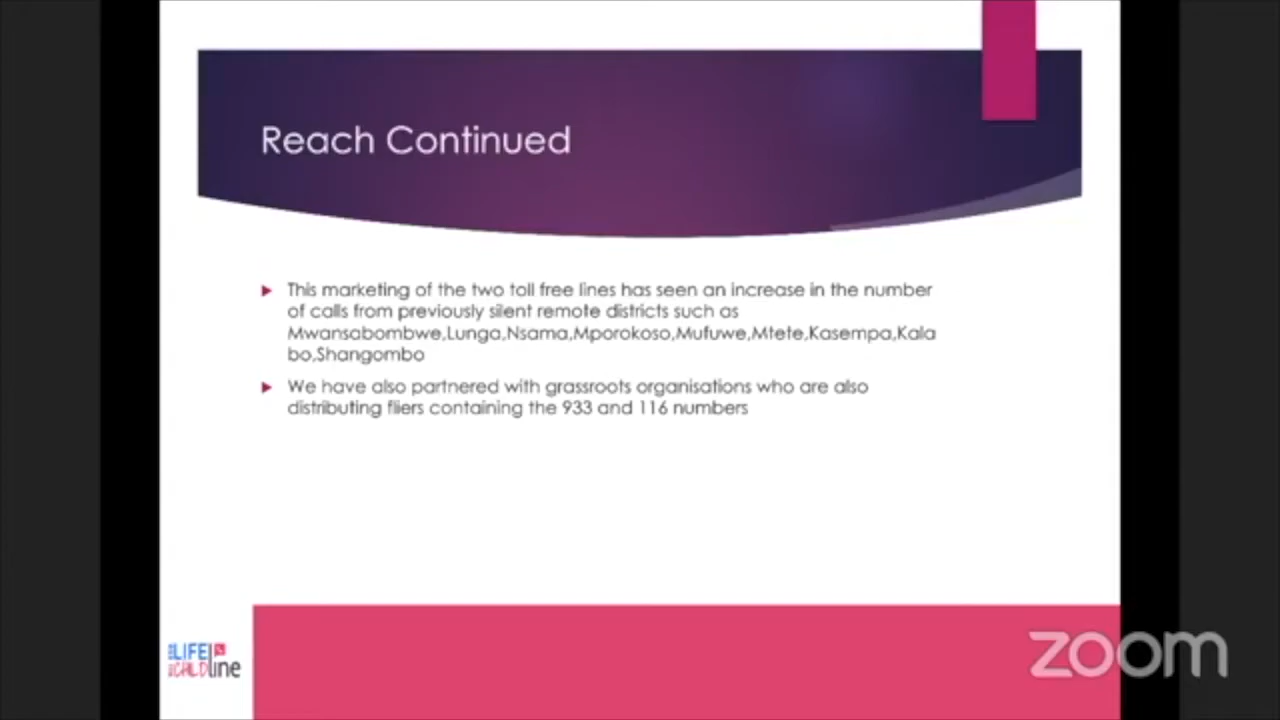 Reach Continued
This marketing of the two toll free lines has seen an increase in the number
of calls from previously silent remote districts such as
Mwansabombwe,Lunga,Nsama,Mporokoso,Mufuwe,Mtete,Kasempa,Kala
bo,Shangombo
We have also partnered with grassroots organisations who are also
distributing fliers containing the 933 and 116 numbers
LIFE
CHILD line
zoom